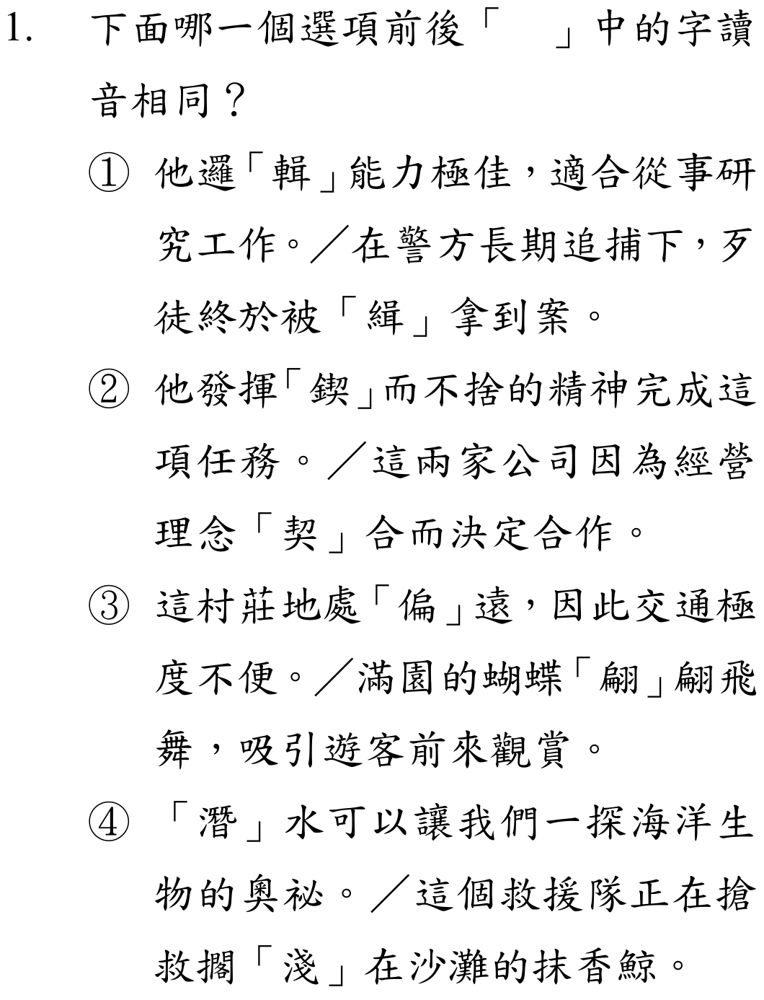 1. 下面哪一個選項前後「　」中的字讀
音相同？
① 他邏「輯」能力極佳，適合從事研
究工作。／在警方長期追捕下，歹
徒終於被「緝」拿到案。
② 他發揮「鍥」而不捨的精神完成這
項任務。／這兩家公司因為經營
理念「契」合而決定合作。
③ 這村莊地處「偏」遠，因此交通極
度不便。／滿園的蝴蝶「翩」翩飛
舞，吸引遊客前來觀賞。
④ 「潛」水可以讓我們一探海洋生
物的奧祕。／這個救援隊正在搶
救擱「淺」在沙灘的抹香鯨。